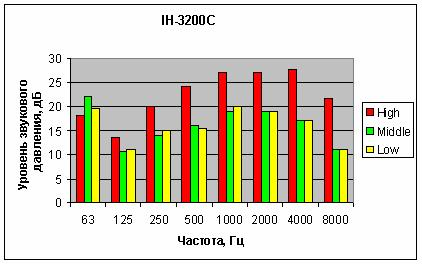 IH-3200C
Уровень звукового
давления, дБ
30
25
20
15
10
5
0
63 125 250 500 1000 2000 4000 8000
Частота, Гц
High
Middle
Low